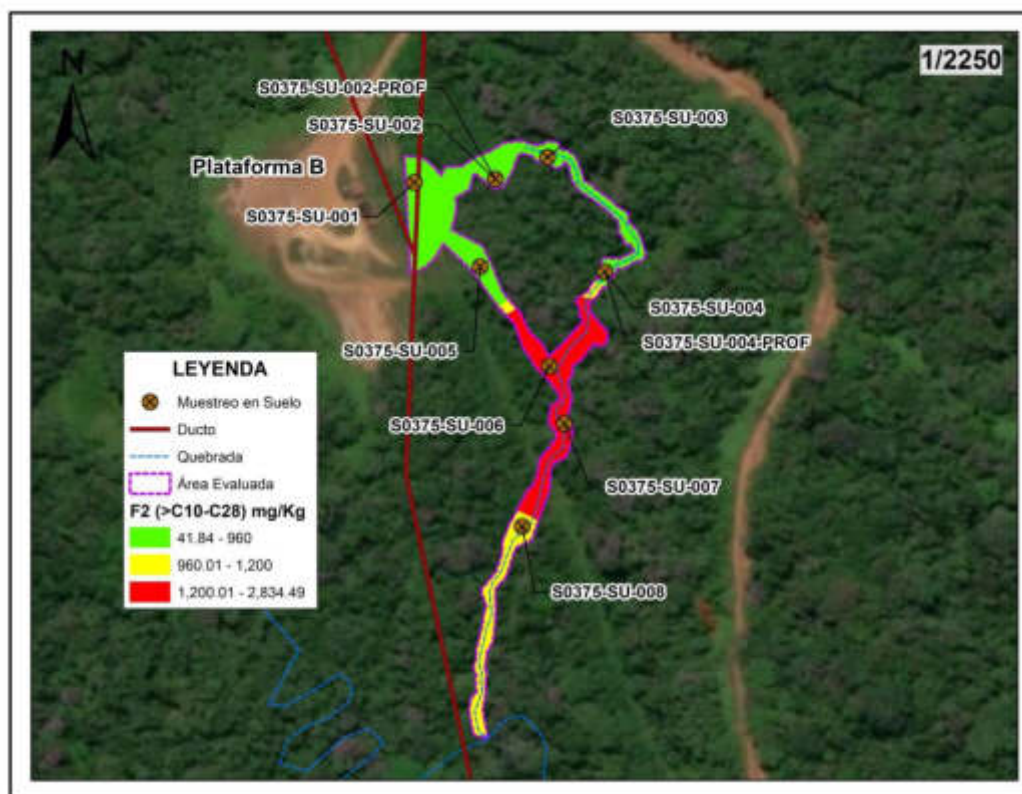 N
1/2250
S0375-SU-002-PROF
S0375-SU-002
S0375-SU-003
Plataforma B
S0375-SU-001
S0375-SU-004
S0375-SU-005
S0375-SU-004-PROF
S0375-SU-006
S0375-SU-007
S0375-SU-008
LEYENDA
Muestreo en Suelo
Ducto
Quebrada
Área Evaluada
F2 (>C10-C28) mg/Kg
41.84 - 960
960.01 - 1,200
1,200.01 - 2,834.49